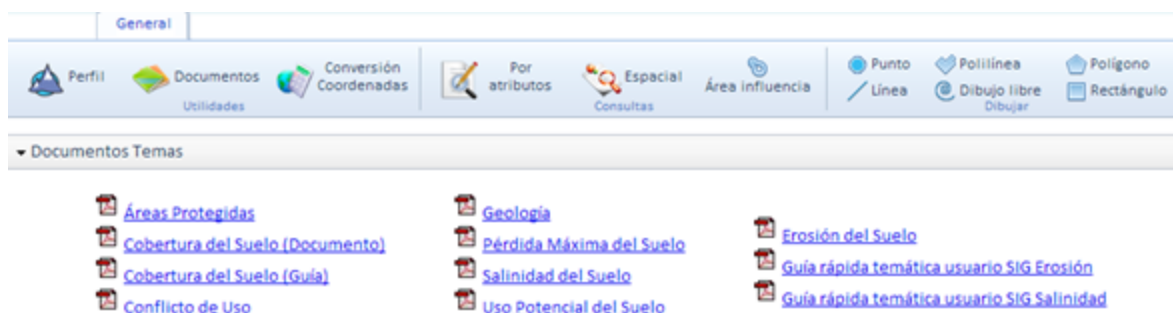 General
Perfil
Documentos
Conversión
Coordenadas
Utilidades
Por
atributos
Espacial
Área influencia
Consultas
Punto
Polilínea
Polígono
Línea
Dibujo libre
Rectángulo
Dibujar
Documentos Temas
Áreas Protegidas
Cobertura del Suelo (Documento)
Cobertura del Suelo (Guía)
Conflicto de Uso
Geología
Pérdida Máxima del Suelo
Salinidad del Suelo
Uso Potencial del Suelo
Erosión del Suelo
Guía rápida temática usuario SIG Erosión
Guía rápida temática usuario SIG Salinidad